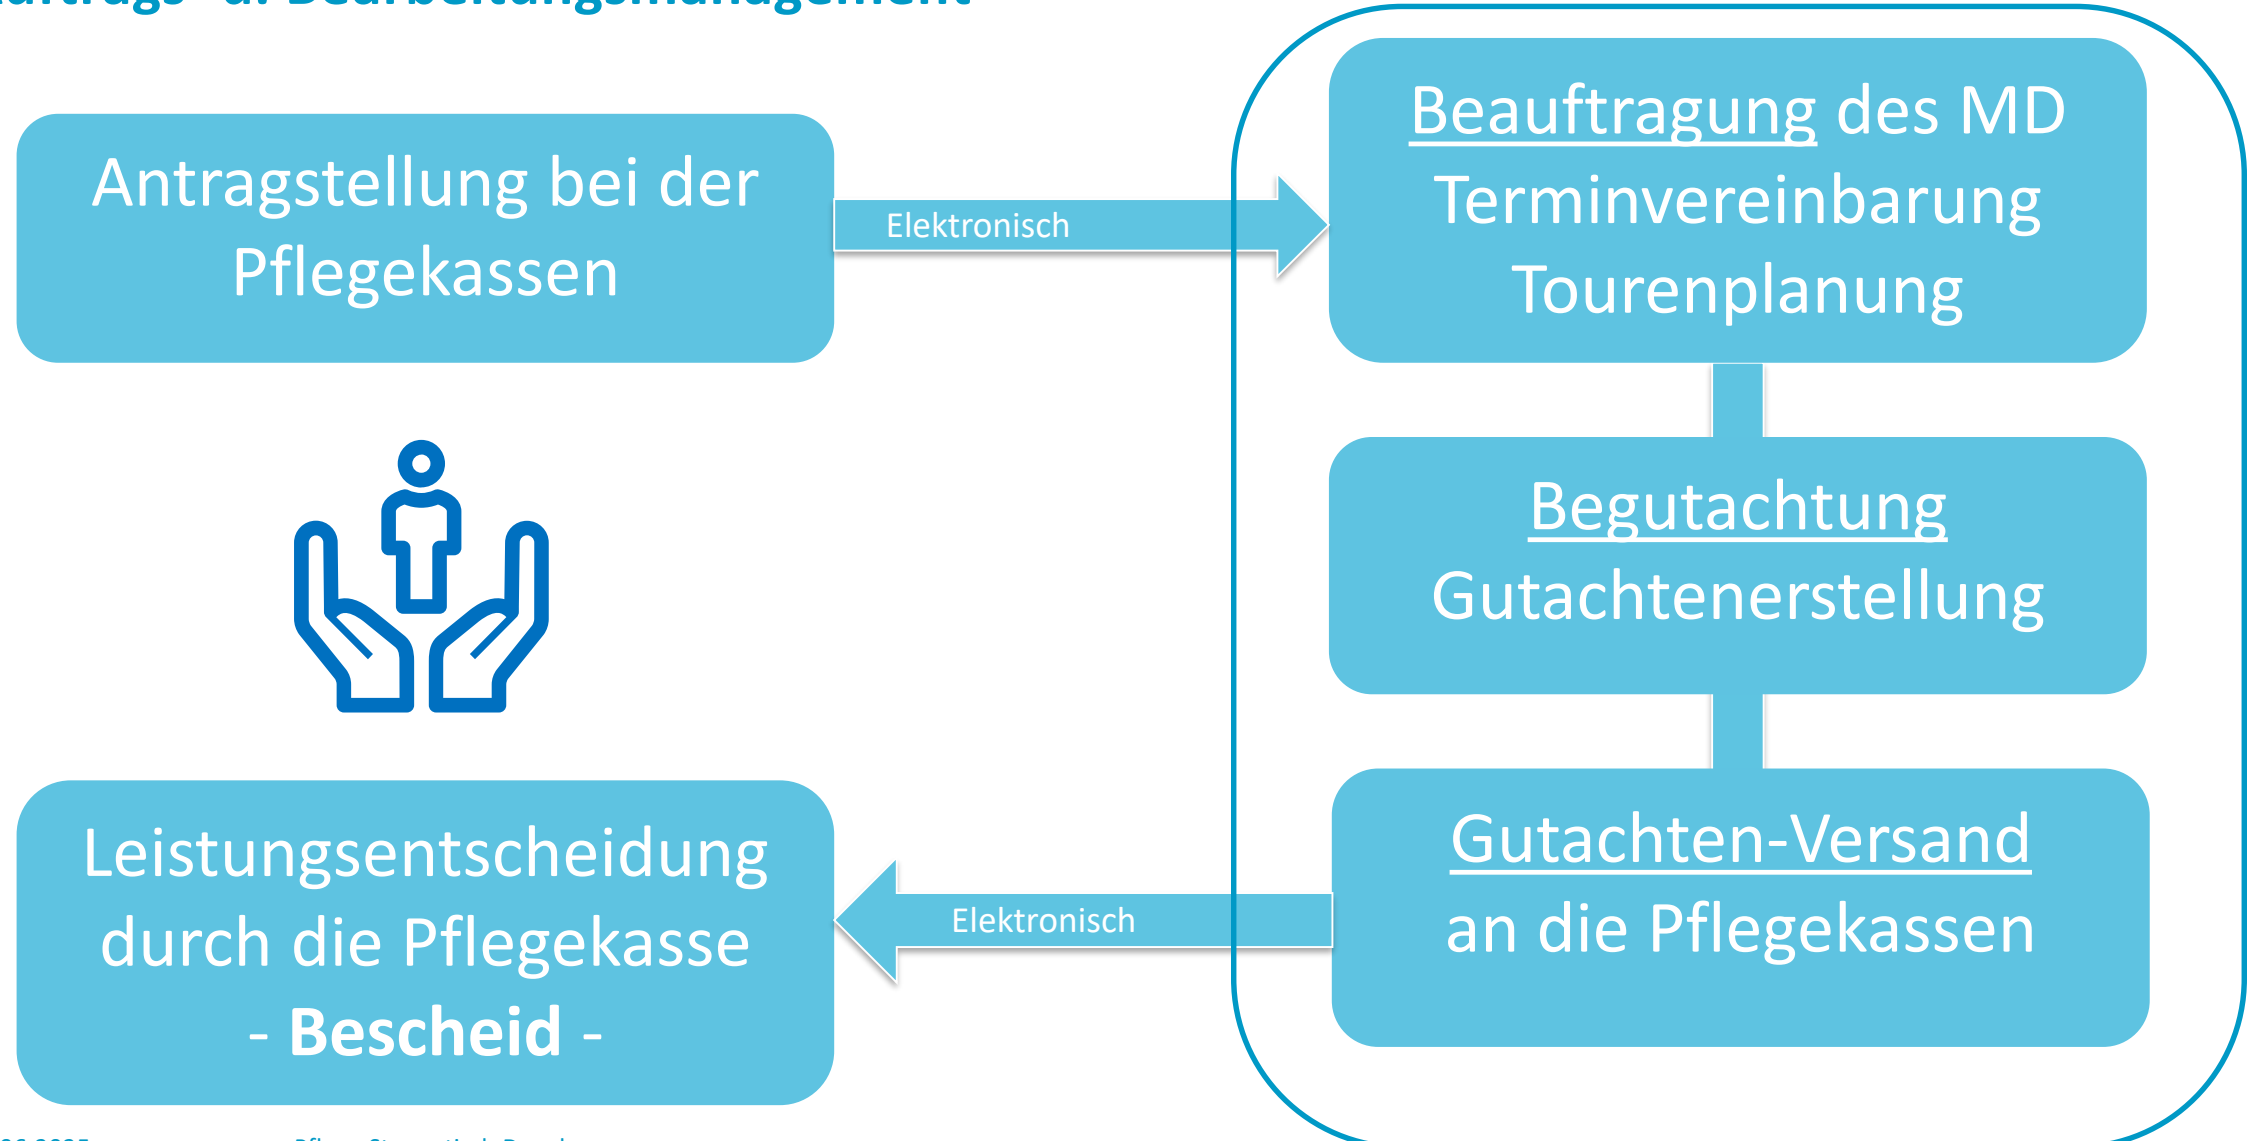 u. Bearbeitungsmanagement
Antragstellung bei der
Pflegekassen
Elektronisch
Beauftragung des MD
Terminvereinbarung
Tourenplanung
Begutachtung
Gutachtenerstellung
Gutachten-Versand
an die Pflegekassen
Elektronisch
Leistungsentscheidung
durch die Pflegekasse
- Bescheid -